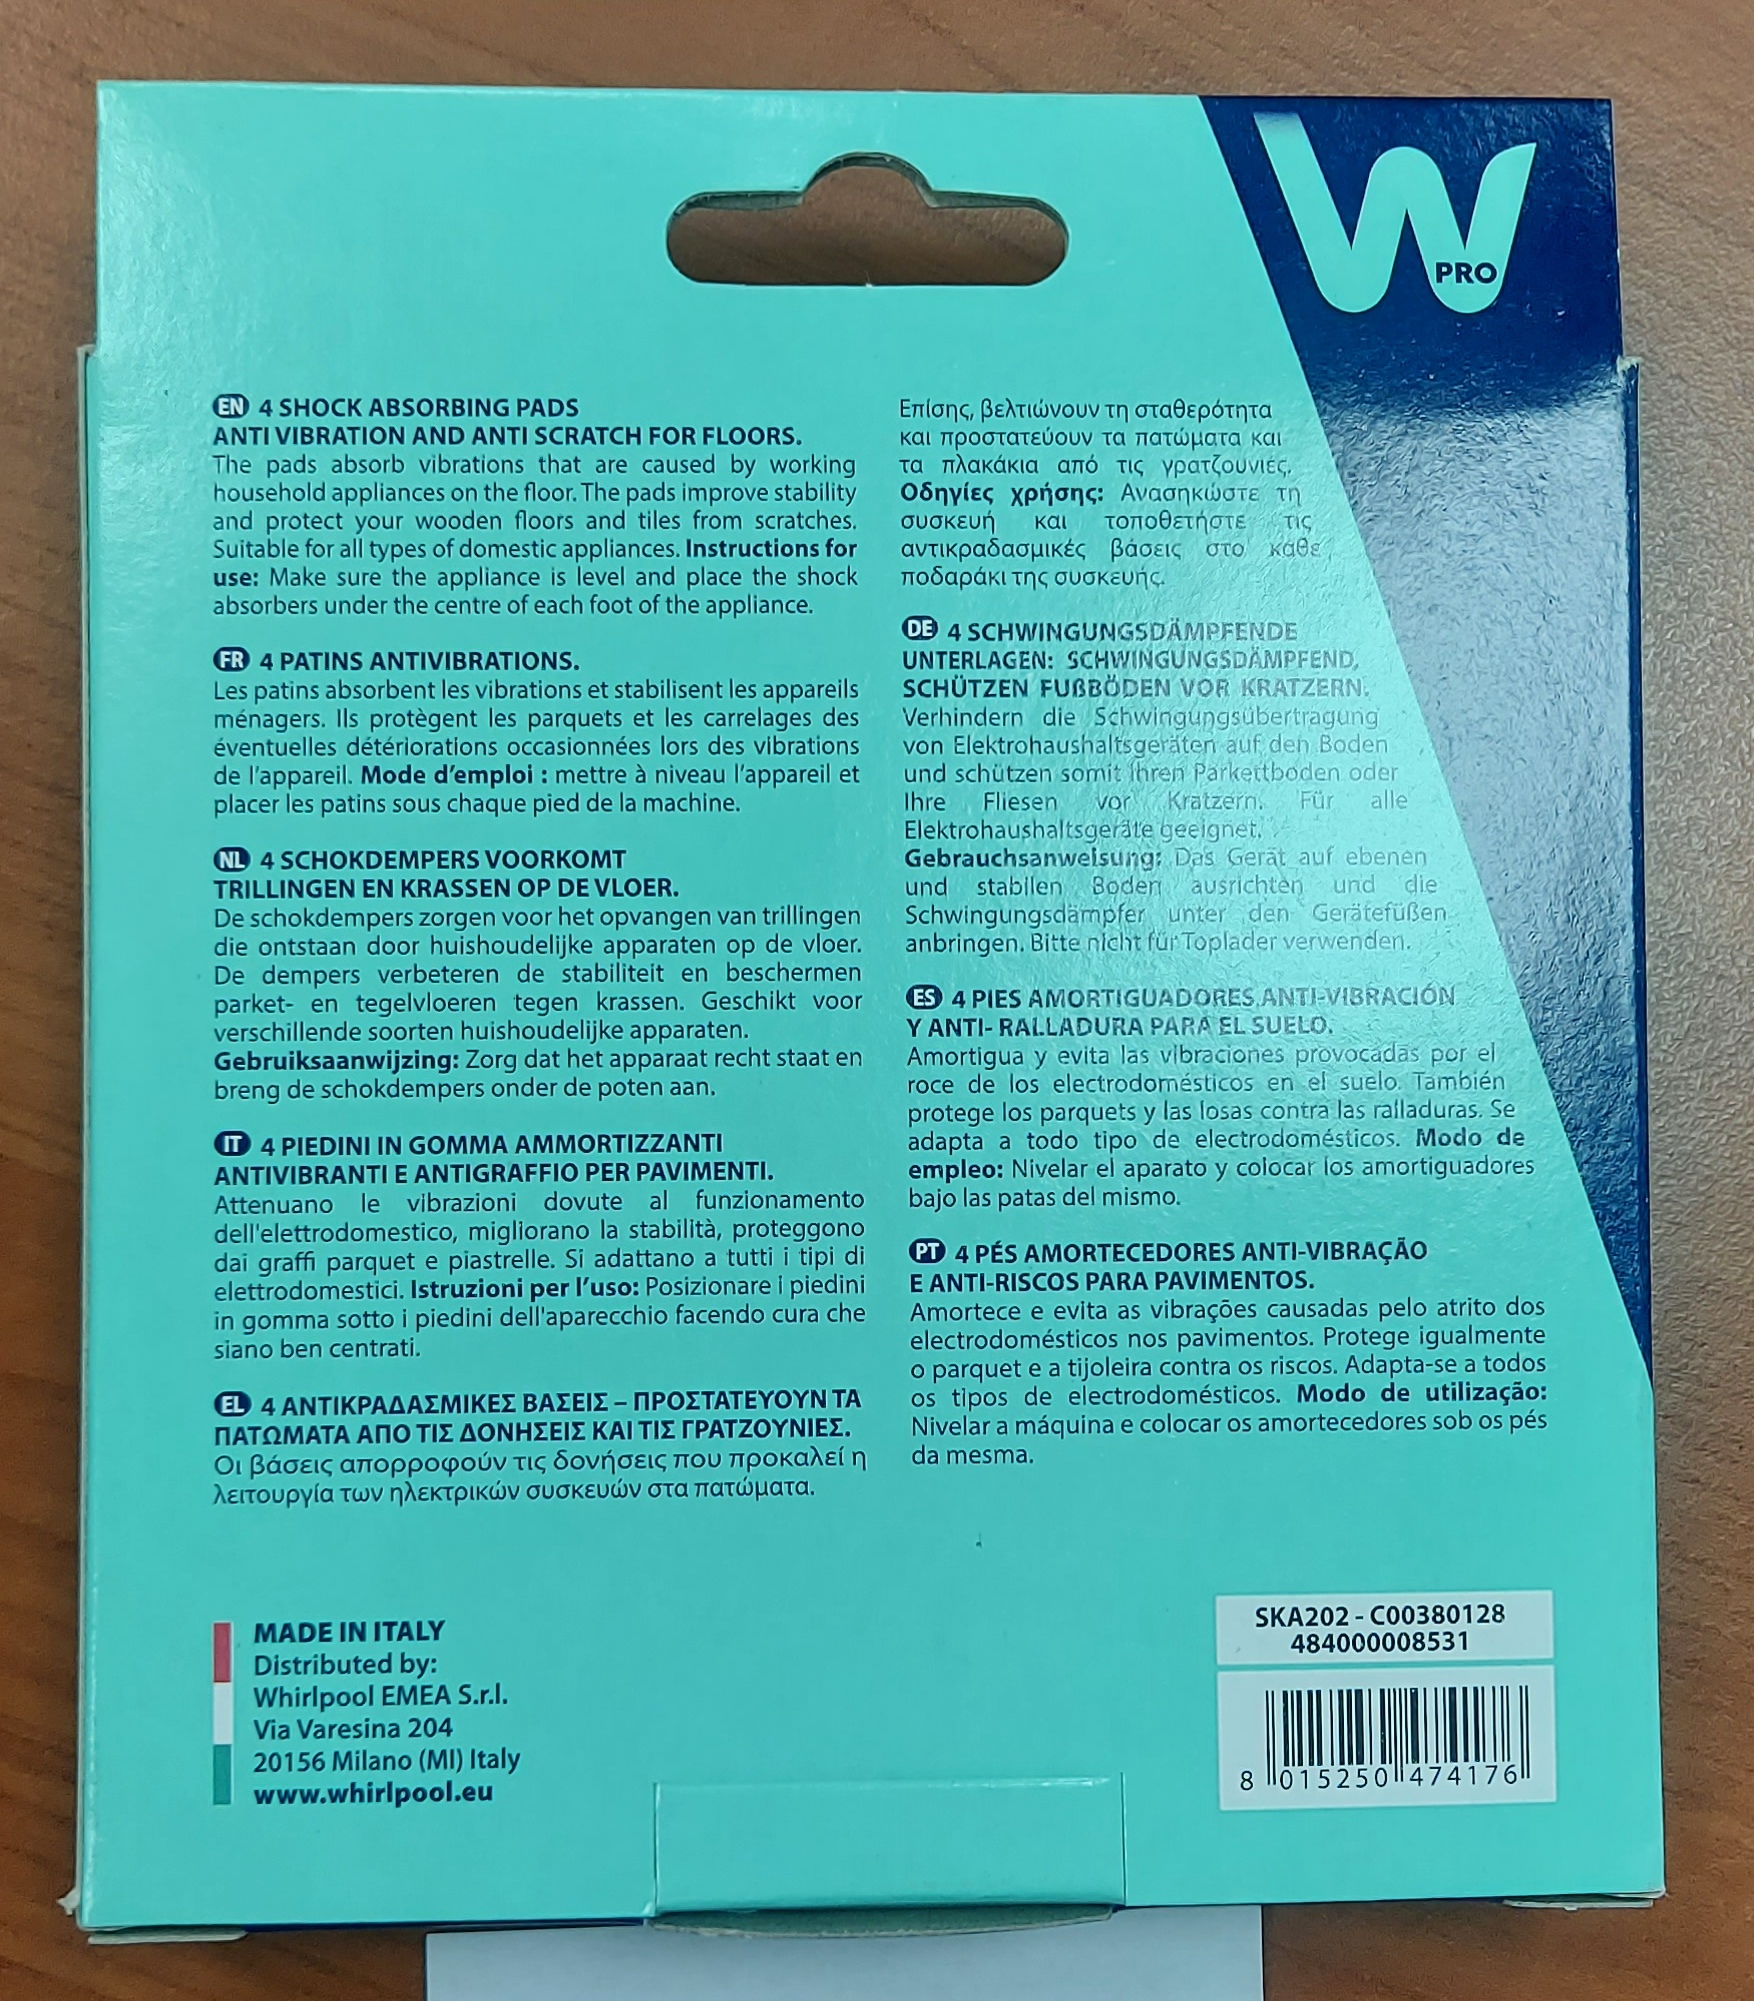 W
PRO
EN 4 SHOCK ABSORBING PADS
ANTI VIBRATION AND ANTI SCRATCH FOR FLOORS.
The pads absorb vibrations that are caused by working
household appliances on the floor. The pads improve stability
and protect your wooden floors and tiles from scratches.
Suitable for all types of domestic appliances. Instructions for
use: Make sure the appliance is level and place the shock
absorbers under the centre of each foot of the appliance.
FR 4 PATINS ANTIVIBRATIONS.
Les patins absorbent les vibrations et stabilisent les appareils
ménagers. Ils protègent les parquets et les carrelages des
éventuelles détériorations occasionnées lors des vibrations
de l'appareil. Mode d'emploi : mettre à niveau l'appareil et
placer les patins sous chaque pied de la machine.
NL 4 SCHOKDEMPERS VOORKOMT
TRILLINGEN EN KRASSEN OP DE VLOER.
De schokdempers zorgen voor het opvangen van trillingen
die ontstaan door huishoudelijke apparaten op de vloer.
De dempers verbeteren de stabiliteit en beschermen
parket- en tegelvloeren tegen krassen. Geschikt voor
verschillende soorten huishoudelijke apparaten.
Gebruiksaanwijzing: Zorg dat het apparaat recht staat en
breng de schokdempers onder de poten aan.
IT 4 PIEDINI IN GOMMA AMMORTIZZANTI
ANTIVIBRANTI E ANTIGRAFFIO PER PAVIMENTI.
Attenuano le vibrazioni dovute al funzionamento
dell'elettrodomestico, migliorano la stabilità, proteggono
dai graffi parquet e piastrelle. Si adattano a tutti i tipi di
elettrodomestici. Istruzioni per l'uso: Posizionare i piedini
in gomma sotto i piedini dell'aparecchio facendo cura che
siano ben centrati.
EL 4 ΑΝΤΙΚΡΑΔΑΣΜΙΚΕΣ ΒΑΣΕΙΣ – ΠΡΟΣΤΑΤΕΥΟΥΝ ΤΑ
ΠΑΤΩΜΑΤΑ ΑΠΟ ΤΙΣ ΔΟΝΗΣΕΙΣ ΚΑΙ ΤΙΣ ΓΡΑΤΖΟΥΝΙΕΣ.
Οι βάσεις απορροφούν τις δονήσεις που προκαλεί η
λειτουργία των ηλεκτρικών συσκευών στα πατώματα.
Επίσης, βελτιώνουν τη σταθερότητα
και προστατεύουν τα πατώματα και
τα πλακάκια από τις γρατζουνιές.
Οδηγίες χρήσης: Ανασηκώστε τη
συσκευή και τοποθετήστε τις
αντικραδασμικές βάσεις στο κάθε
ποδαράκι της συσκευής.
DE 4 SCHWINGUNGSDÄMPFENDE
UNTERLAGEN: SCHWINGUNGSDÄMPFEND,
SCHÜTZEN FUßBÖDEN VOR KRATZERN.
Verhindern die Schwingungsübertragung
von Elektrohaushaltsgeräten auf den Boden
und schützen somit Ihren Parkettboden oder
Ihre Fliesen vor Kratzern. Für alle
Elektrohaushaltsgeräte geeignet.
Gebrauchsanweisung: Das Gerät auf ebenen
und stabilen Boden ausrichten und die
Schwingungsdämpfer unter den Gerätefüßen
anbringen. Bitte nicht für Toplader verwenden.
ES 4 PIES AMORTIGUADORES ANTI-VIBRACIÓN
Y ANTI- RALLADURA PARA EL SUELO.
Amortigua y evita las vibraciones provocadas por el
roce de los electrodomésticos en el suelo. También
protege los parquets y las losas contra las ralladuras. Se
adapta a todo tipo de electrodomésticos. Modo de
empleo: Nivelar el aparato y colocar los amortiguadores
bajo las patas del mismo.
PT 4 PÉS AMORTECEDORES ANTI-VIBRAÇÃO
E ANTI-RISCOS PARA PAVIMENTOS.
Amortece e evita as vibrações causadas pelo atrito dos
electrodomésticos nos pavimentos. Protege igualmente
o parquet e a tijoleira contra os riscos. Adapta-se a todos
os tipos de electrodomésticos. Modo de utilização:
Nivelar a máquina e colocar os amortecedores sob os pés
da mesma.
MADE IN ITALY
Distributed by:
Whirlpool EMEA S.r.l.
Via Varesina 204
20156 Milano (MI) Italy
www.whirlpool.eu
SKA202 - C00380128
484000008531
8 015250 474176